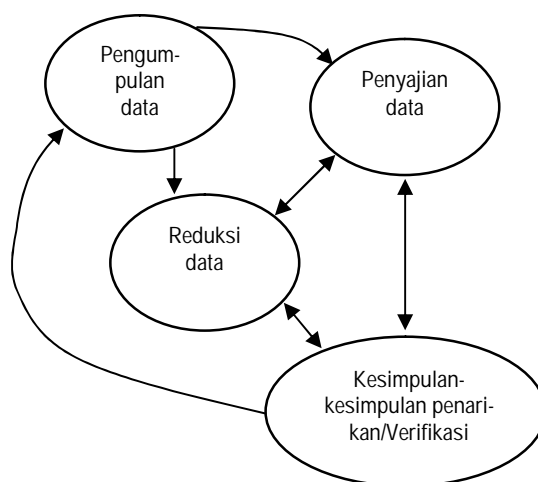 Pengum-
pulan
data
Penyajian
data
Reduksi
data
Kesimpulan-
kesimpulan penari-
kan/Verifikasi